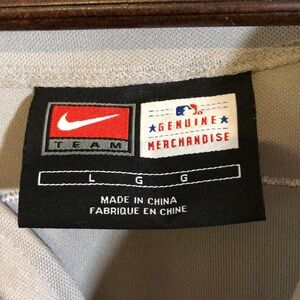 TEAM
GENUINE
MERCHANDISE
L G G
MADE IN CHINA
FABRIQUE EN CHINE